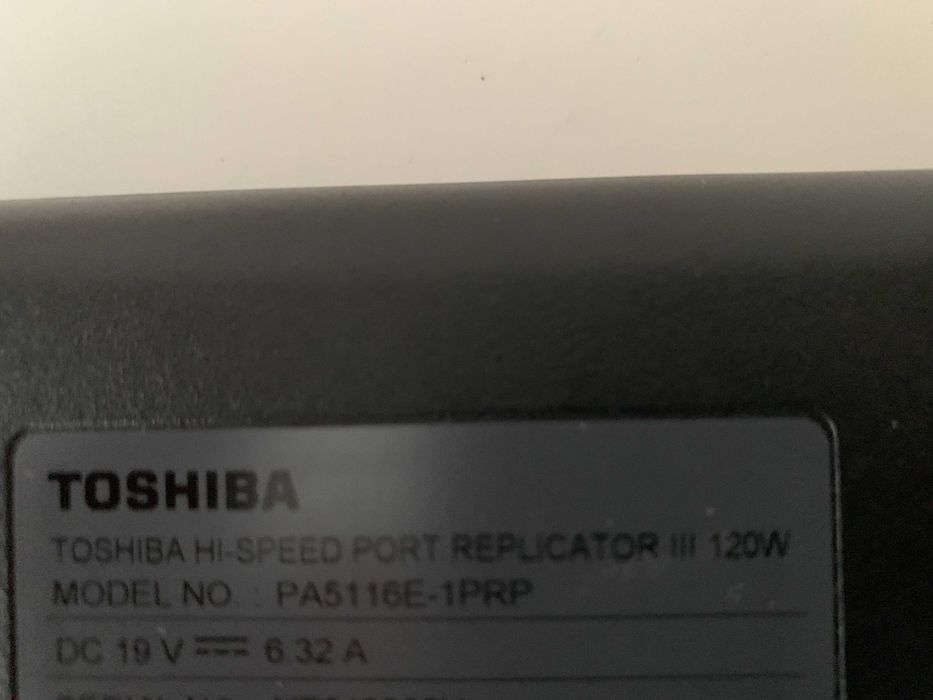 TOSHIBA
TOSHIBA HI-SPEED PORT REPLICATOR III 120W
MODEL NO. : PA5116E-1PRP
DC 19 V ⎓ 6.32 A